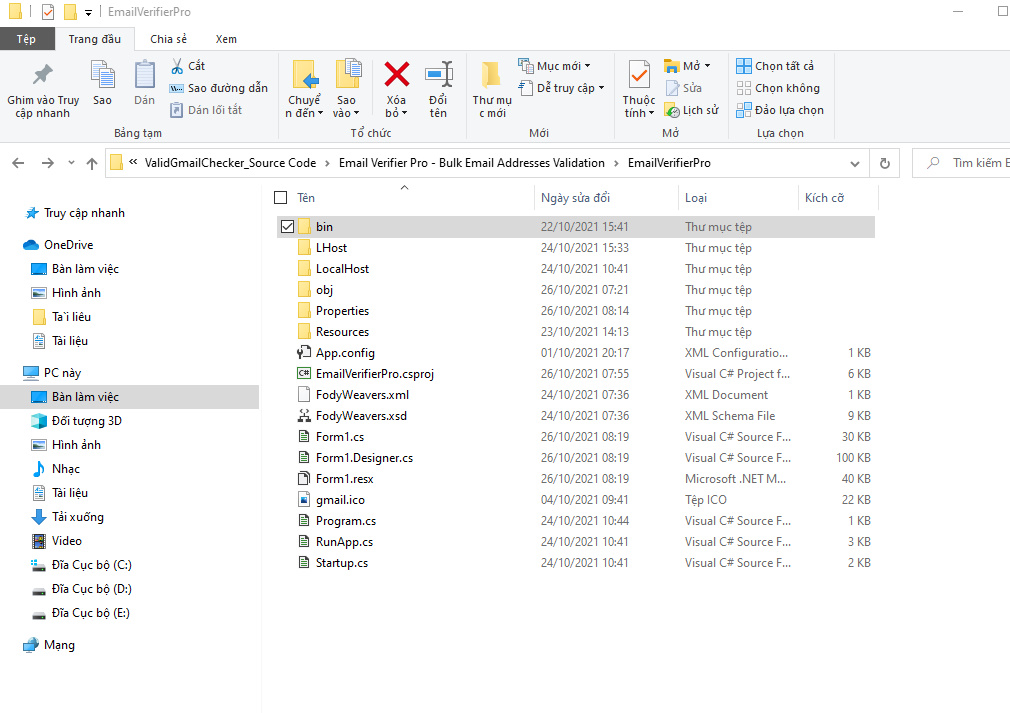 EmailVerifierPro
Tệp Trang đầu Chia sẻ Xem
Ghim vào Truy cập nhanh
Sao
Dán
Cắt
Sao đường dẫn
Dán lối tắt
Bảng tạm
Chuyể
n đến
Sao
vào
Xóa
bỏ
Đổi
tên
Tổ chức
Thư mụ
c mới
Mục mới
Dễ truy cập
Mới
Thuộc
tính
Mở
Sửa
Lịch sử
Mở
Chọn tất cả
Chọn không
Đảo lựa chọn
Lựa chọn
« ValidGmailChecker_Source Code › Email Verifier Pro - Bulk Email Addresses Validation › EmailVerifierPro
Tìm kiếm E
Truy cập nhanh
OneDrive
Bàn làm việc
Hình ảnh
Ta`i liêu
Tài liệu
PC này
Bàn làm việc
Đối tượng 3D
Hình ảnh
Nhạc
Tài liệu
Tải xuống
Video
Đĩa Cục bộ (C:)
Đĩa Cục bộ (D:)
Đĩa Cục bộ (E:)
Mạng
Tên Ngày sửa đổi Loại Kích cỡ
bin 22/10/2021 15:41 Thư mục tệp
LHost 24/10/2021 15:33 Thư mục tệp
LocalHost 24/10/2021 10:41 Thư mục tệp
obj 26/10/2021 07:21 Thư mục tệp
Properties 26/10/2021 08:14 Thư mục tệp
Resources 23/10/2021 14:13 Thư mục tệp
App.config 01/10/2021 20:17 XML Configuratio... 1 KB
C# EmailVerifierPro.csproj 26/10/2021 07:55 Visual C# Project f... 6 KB
FodyWeavers.xml 24/10/2021 07:36 XML Document 1 KB
FodyWeavers.xsd 24/10/2021 07:36 XML Schema File 9 KB
Form1.cs 26/10/2021 08:19 Visual C# Source F... 30 KB
Form1.Designer.cs 26/10/2021 08:19 Visual C# Source F... 100 KB
Form1.resx 26/10/2021 08:19 Microsoft .NET M... 40 KB
gmail.ico 04/10/2021 09:41 Tệp ICO 22 KB
Program.cs 24/10/2021 10:44 Visual C# Source F... 1 KB
RunApp.cs 24/10/2021 10:41 Visual C# Source F... 3 KB
Startup.cs 24/10/2021 10:41 Visual C# Source F... 2 KB